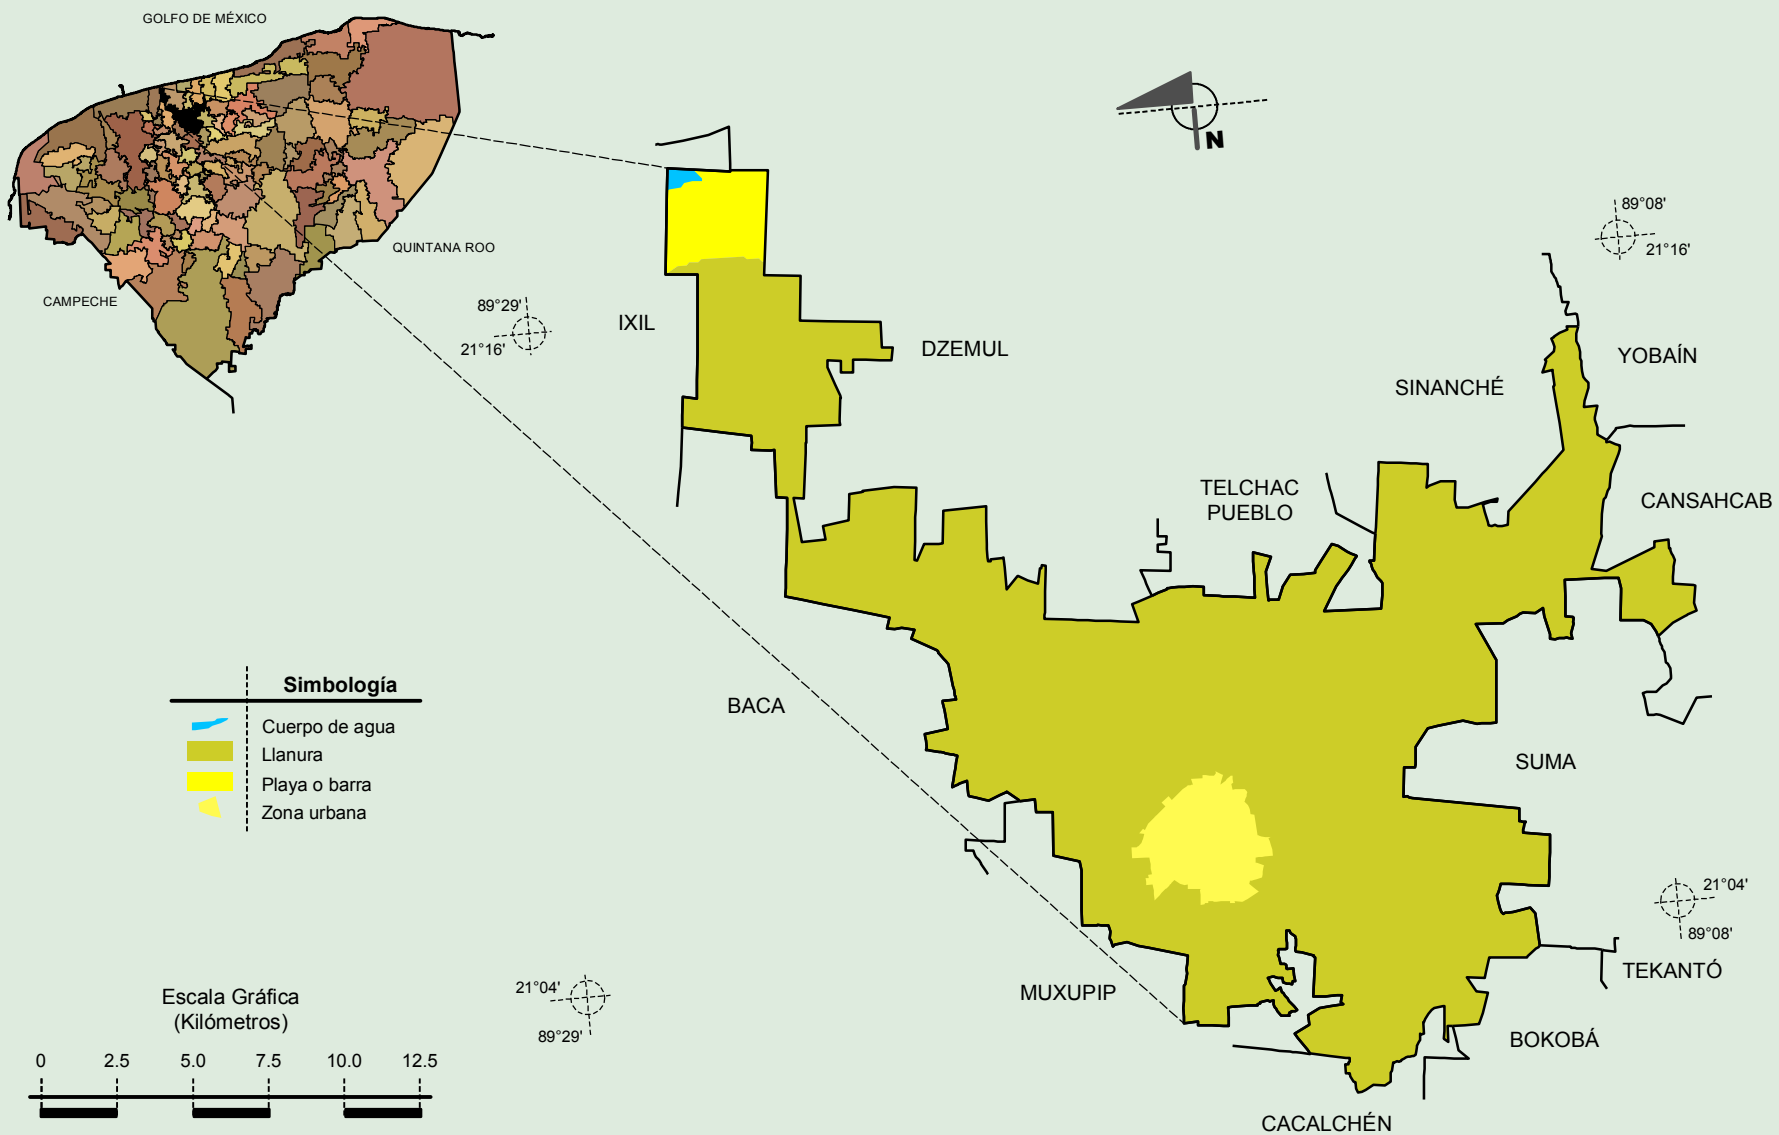 GOLFO DE MÉXICO
QUINTANA ROO
CAMPECHE
N
89°08'
21°16'
89°29'
21°16'
IXIL
DZEMUL
YOBAÍN
SINANCHÉ
TELCHAC
PUEBLO
CANSAHCAB
BACA
SUMA
Simbología
Cuerpo de agua
Llanura
Playa o barra
Zona urbana
21°04'
89°08'
TEKANTÓ
MUXUPIP
21°04'
89°29'
BOKOBÁ
CACALCHÉN
Escala Gráfica
(Kilómetros)
0 2.5 5.0 7.5 10.0 12.5